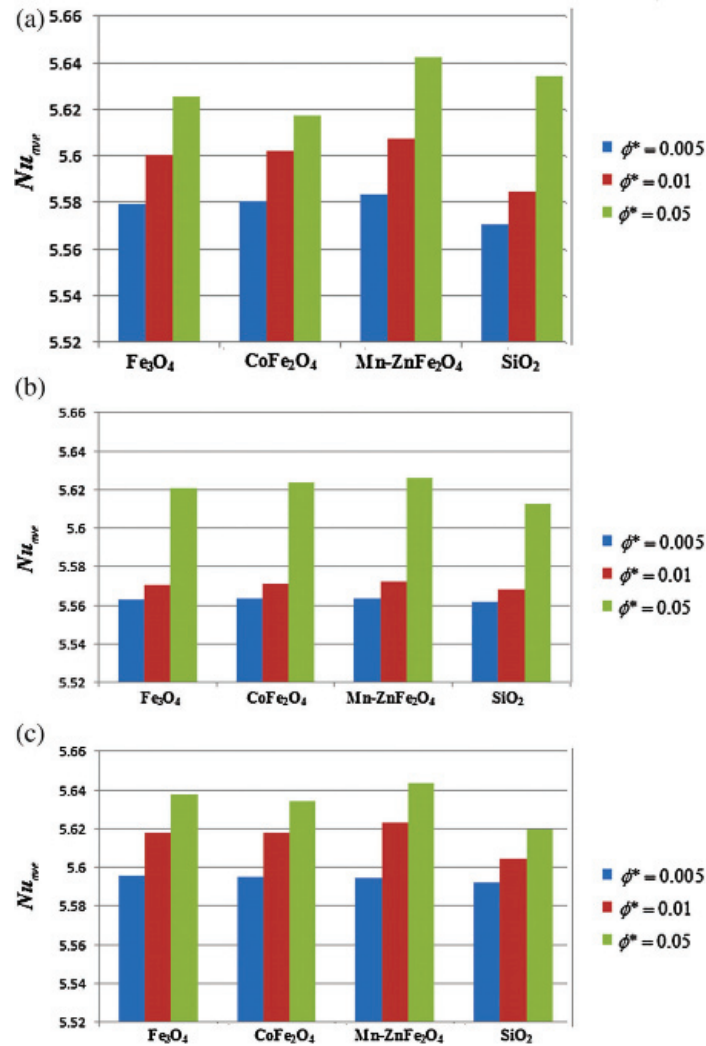 (a)
5.66
5.64
5.62
5.6
5.58
5.56
5.54
5.52
Nu_ave
Fe₃O₄ CoFe₂O₄ Mn-ZnFe₂O₄ SiO₂
ϕ* = 0.005
ϕ* = 0.01
ϕ* = 0.05
(b)
5.66
5.64
5.62
5.6
5.58
5.56
5.54
5.52
Nu_ave
Fe₃O₄ CoFe₂O₄ Mn-ZnFe₂O₄ SiO₂
ϕ* = 0.005
ϕ* = 0.01
ϕ* = 0.05
(c)
5.66
5.64
5.62
5.6
5.58
5.56
5.54
5.52
Nu_ave
Fe₃O₄ CoFe₂O₄ Mn-ZnFe₂O₄ SiO₂
ϕ* = 0.005
ϕ* = 0.01
ϕ* = 0.05